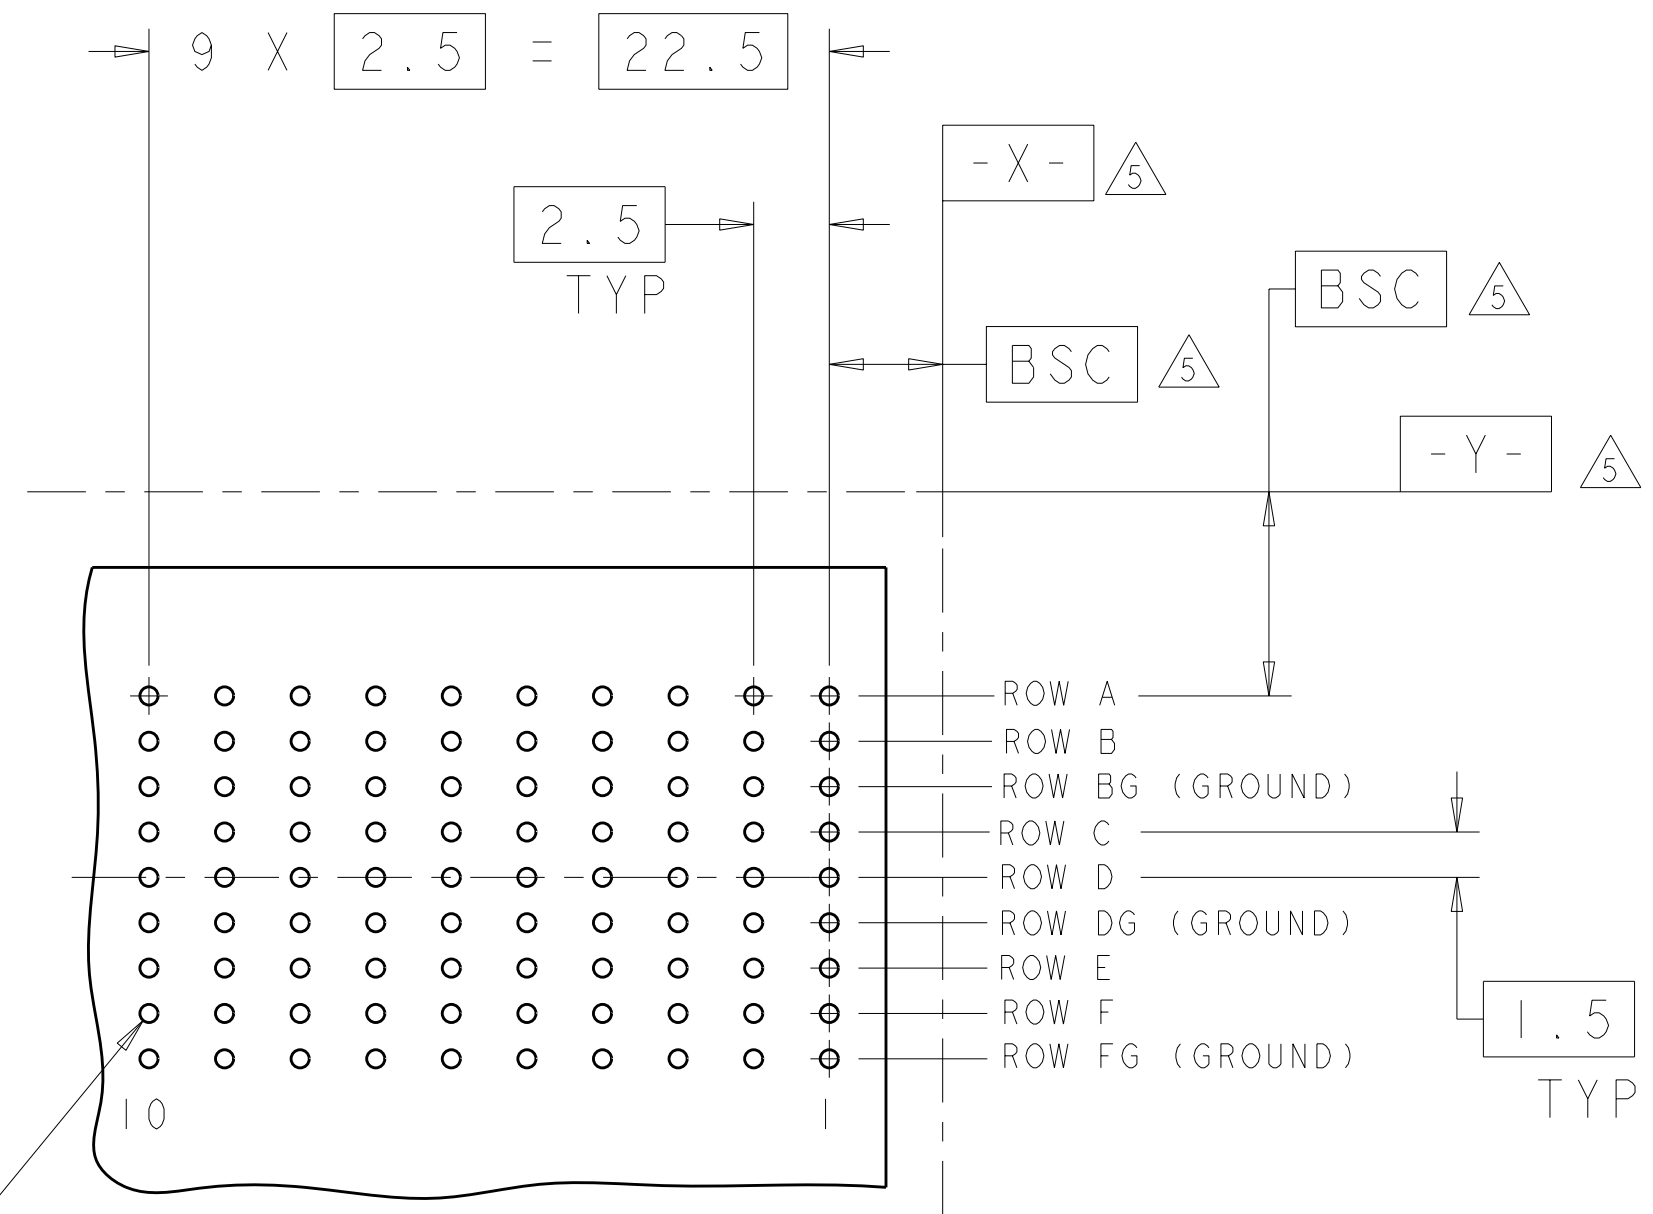 9 X 2.5 = 22.5
-X- 5
2.5
TYP
BSC 5
BSC 5
-Y- 5
ROW A
ROW B
ROW BG (GROUND)
ROW C
ROW D
ROW DG (GROUND)
ROW E
ROW F
1.5
ROW FG (GROUND)
TYP
10 1